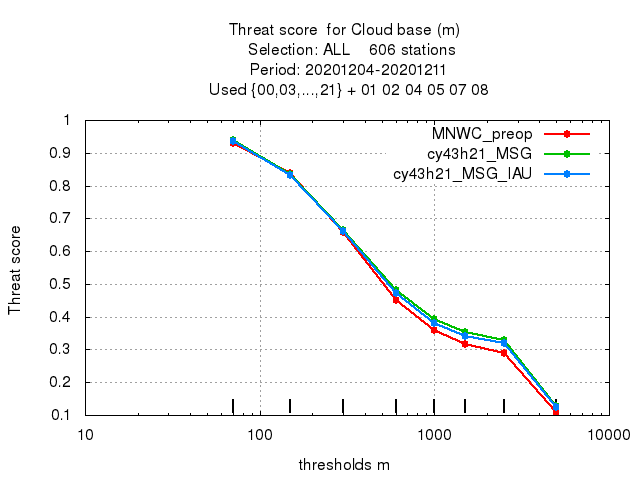 Threat score  for Cloud base (m)
Selection: ALL    606 stations
Period: 20201204-20201211
Used {00,03,...,21} + 01 02 04 05 07 08
1
0.9
0.8
0.7
0.6
0.5
0.4
0.3
0.2
0.1
Threat score
MNWC_preop
cy43h21_MSG
cy43h21_MSG_IAU
10
100
1000
10000
thresholds m